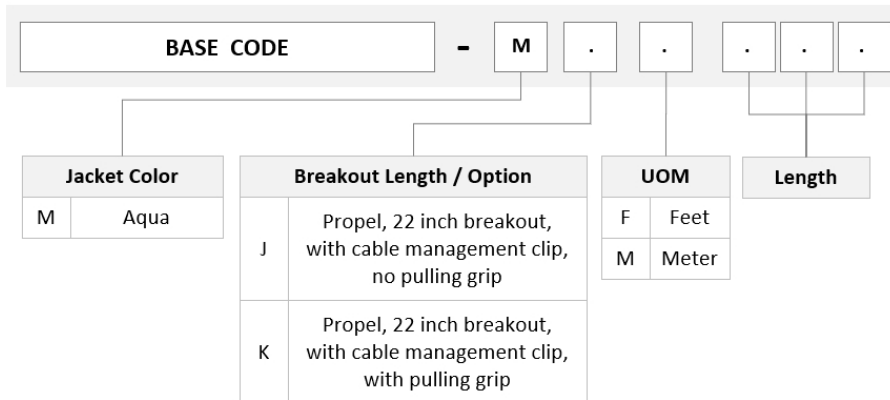 BASE CODE - M . . . . .
Jacket Color
M Aqua
Breakout Length / Option
J Propel, 22 inch breakout,
with cable management clip,
no pulling grip
K Propel, 22 inch breakout,
with cable management clip,
with pulling grip
UOM
F Feet
M Meter
Length